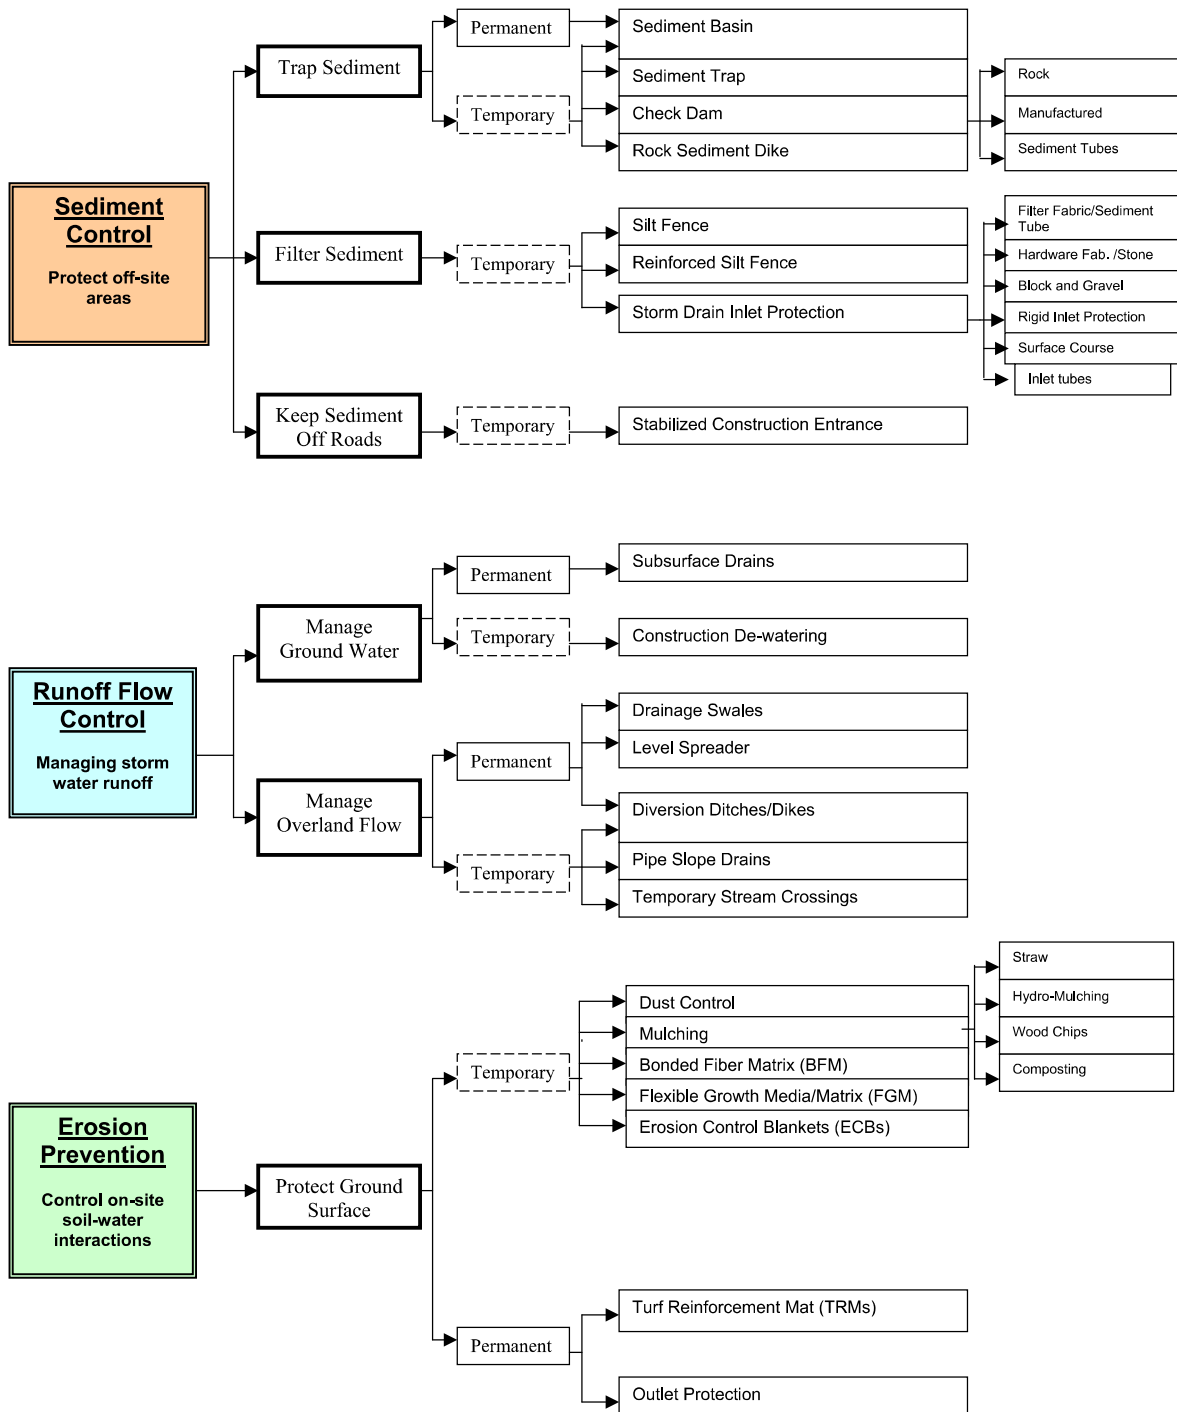 Sediment
Control
Protect off-site
areas
Trap Sediment
Permanent
Temporary
Sediment Basin
Sediment Trap
Check Dam
Rock Sediment Dike
Rock
Manufactured
Sediment Tubes
Filter Sediment
Temporary
Silt Fence
Reinforced Silt Fence
Storm Drain Inlet Protection
Filter Fabric/Sediment
Tube
Hardware Fab. /Stone
Block and Gravel
Rigid Inlet Protection
Surface Course
Inlet tubes
Keep Sediment
Off Roads
Temporary
Stabilized Construction Entrance
Runoff Flow
Control
Managing storm
water runoff
Manage
Ground Water
Permanent
Subsurface Drains
Temporary
Construction De-watering
Manage
Overland Flow
Permanent
Drainage Swales
Level Spreader
Diversion Ditches/Dikes
Temporary
Pipe Slope Drains
Temporary Stream Crossings
Erosion
Prevention
Control on-site
soil-water
interactions
Protect Ground
Surface
Temporary
Dust Control
Mulching
Bonded Fiber Matrix (BFM)
Flexible Growth Media/Matrix (FGM)
Erosion Control Blankets (ECBs)
Straw
Hydro-Mulching
Wood Chips
Composting
Permanent
Turf Reinforcement Mat (TRMs)
Outlet Protection